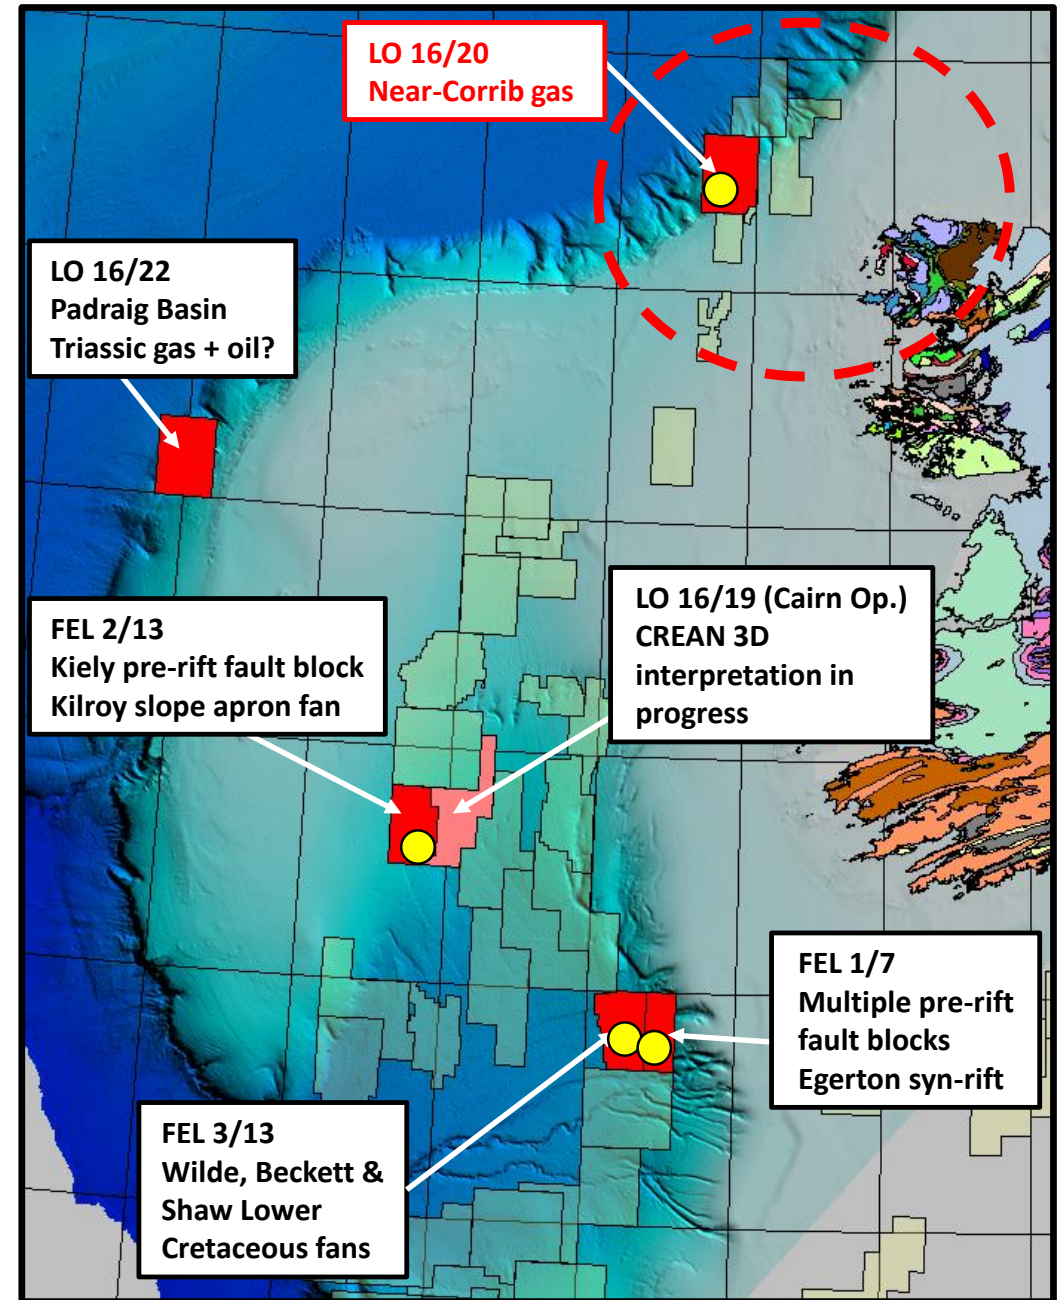 LO 16/20
Near-Corrib gas
LO 16/22
Padraig Basin
Triassic gas + oil?
LO 16/19 (Cairn Op.)
CREAN 3D
interpretation in
progress
FEL 2/13
Kiely pre-rift fault block
Kilroy slope apron fan
FEL 1/7
Multiple pre-rift
fault blocks
Egerton syn-rift
FEL 3/13
Wilde, Beckett &
Shaw Lower
Cretaceous fans